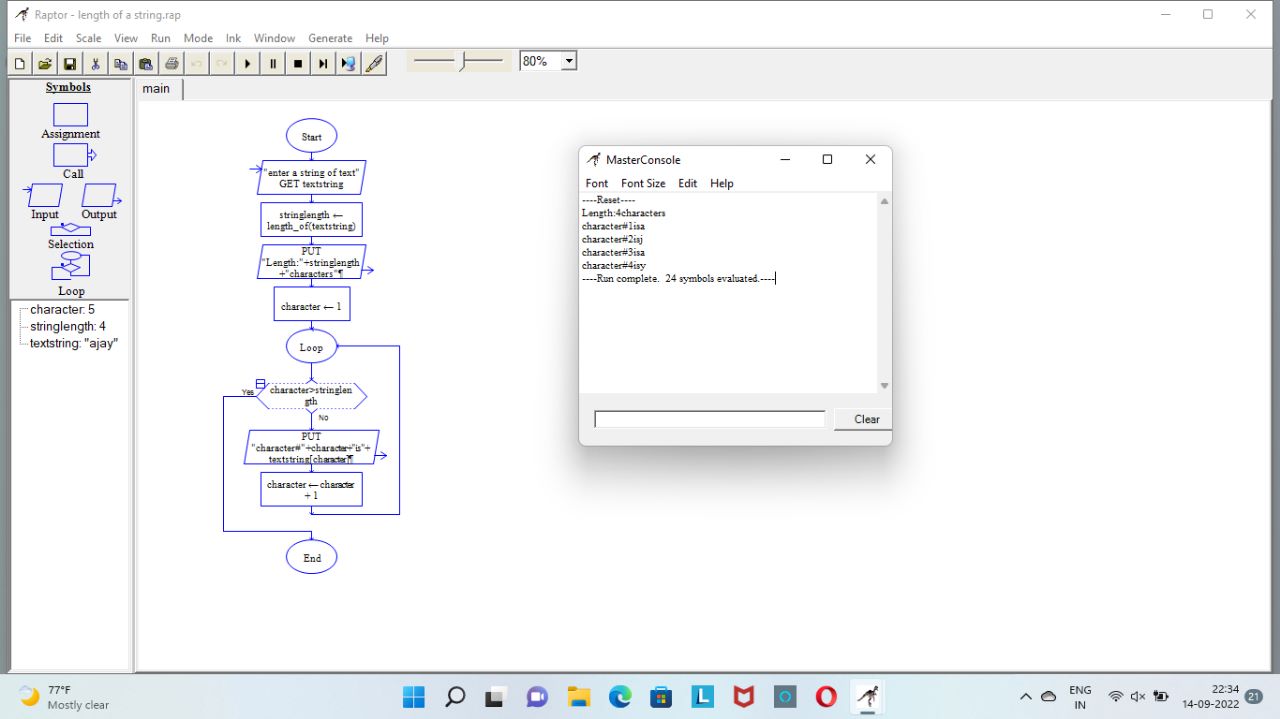 Raptor - length of a string.rap
File Edit Scale View Run Mode Ink Window Generate Help
80%
Symbols
Assignment
Call
Input Output
Selection
Loop
character: 5
stringlength: 4
textstring: "ajay"
main
Start
"enter a string of text"
GET textstring
stringlength ←
length_of(textstring)
PUT
"Length:"+stringlength
+"characters"¶
character ← 1
Loop
Yes
character>stringlen
gth
No
PUT
"character#"+character+"is"+
textstring[character]¶
character ← character
+ 1
End
MasterConsole
Font Font Size Edit Help
----Reset----
Length:4characters
character#1isa
character#2isj
character#3isa
character#4isy
----Run complete.  24 symbols evaluated.----
Clear
77°F
Mostly clear
L
ENG
IN
22:34
14-09-2022
21